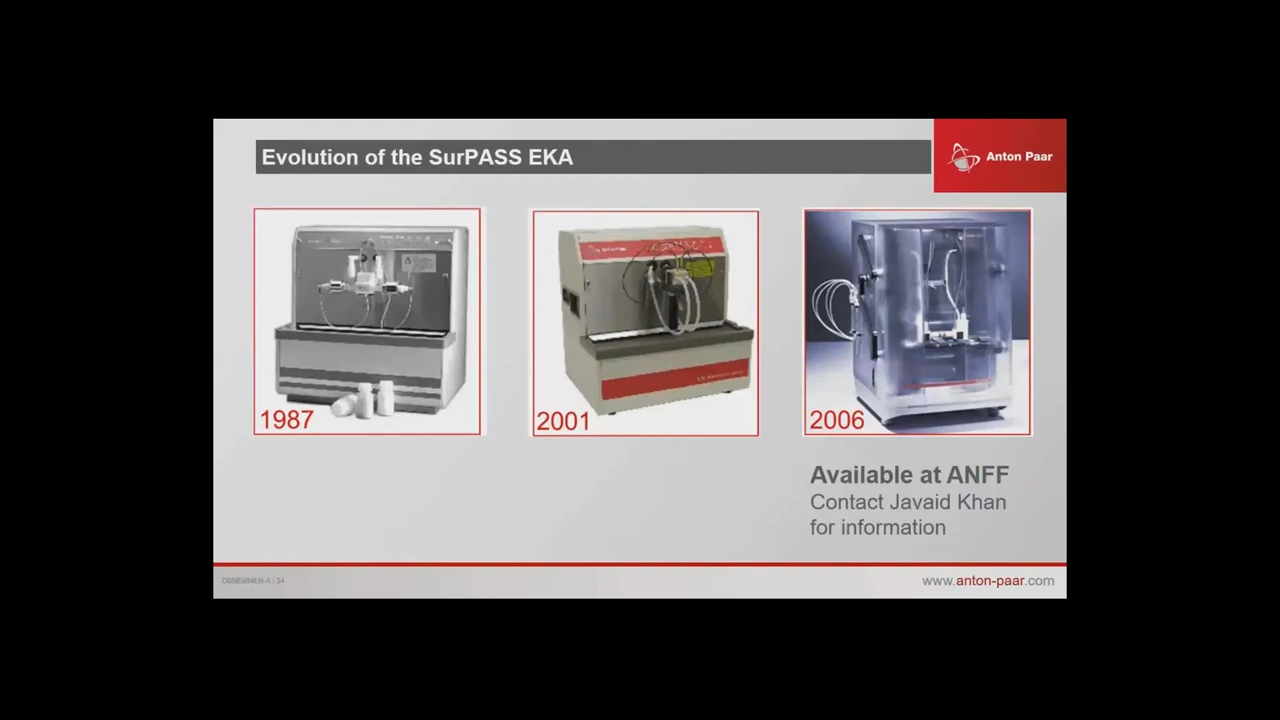 Evolution of the SurPASS EKA
Anton Paar
1987
2001
2006
Available at ANFF
Contact Javaid Khan
for information
www.anton-paar.com